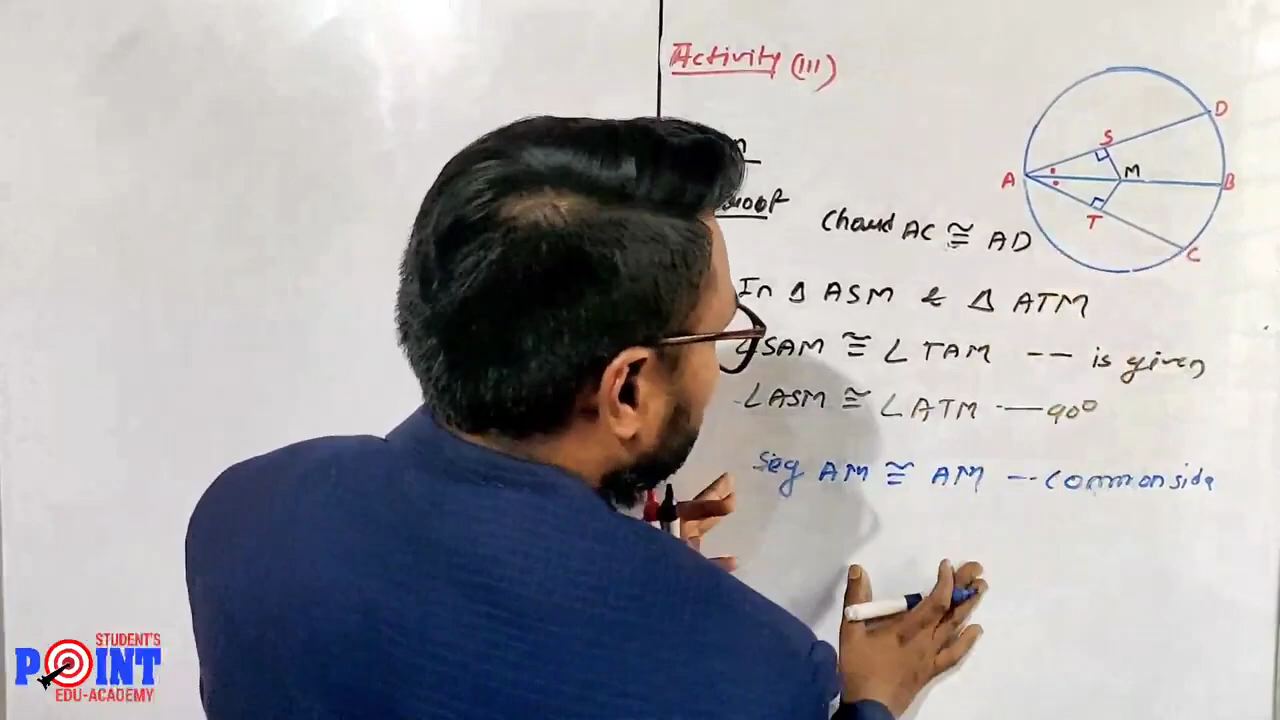 Activity (III)
D
S
A
M
B
T
C
Chord AC ≅ AD
In Δ ASM & Δ ATM
∠SAM ≅ ∠TAM -- is given
∠ASM ≅ ∠ATM — 90°
Seg AM ≅ AM -- common side
STUDENT'S
POINT
EDU-ACADEMY